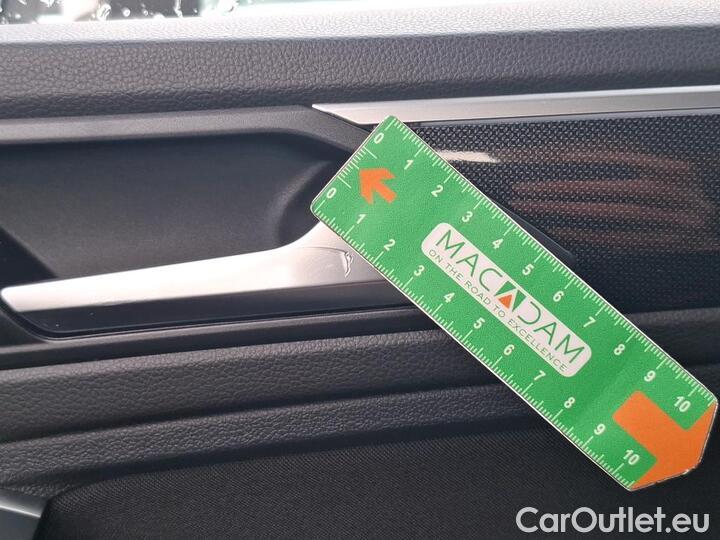 0 1 2 3 4 5 6 7 8 9 10
MACADAM
ON THE ROAD TO EXCELLENCE
0 1 2 3 4 5 6 7 8 9 10
CarOutlet.eu